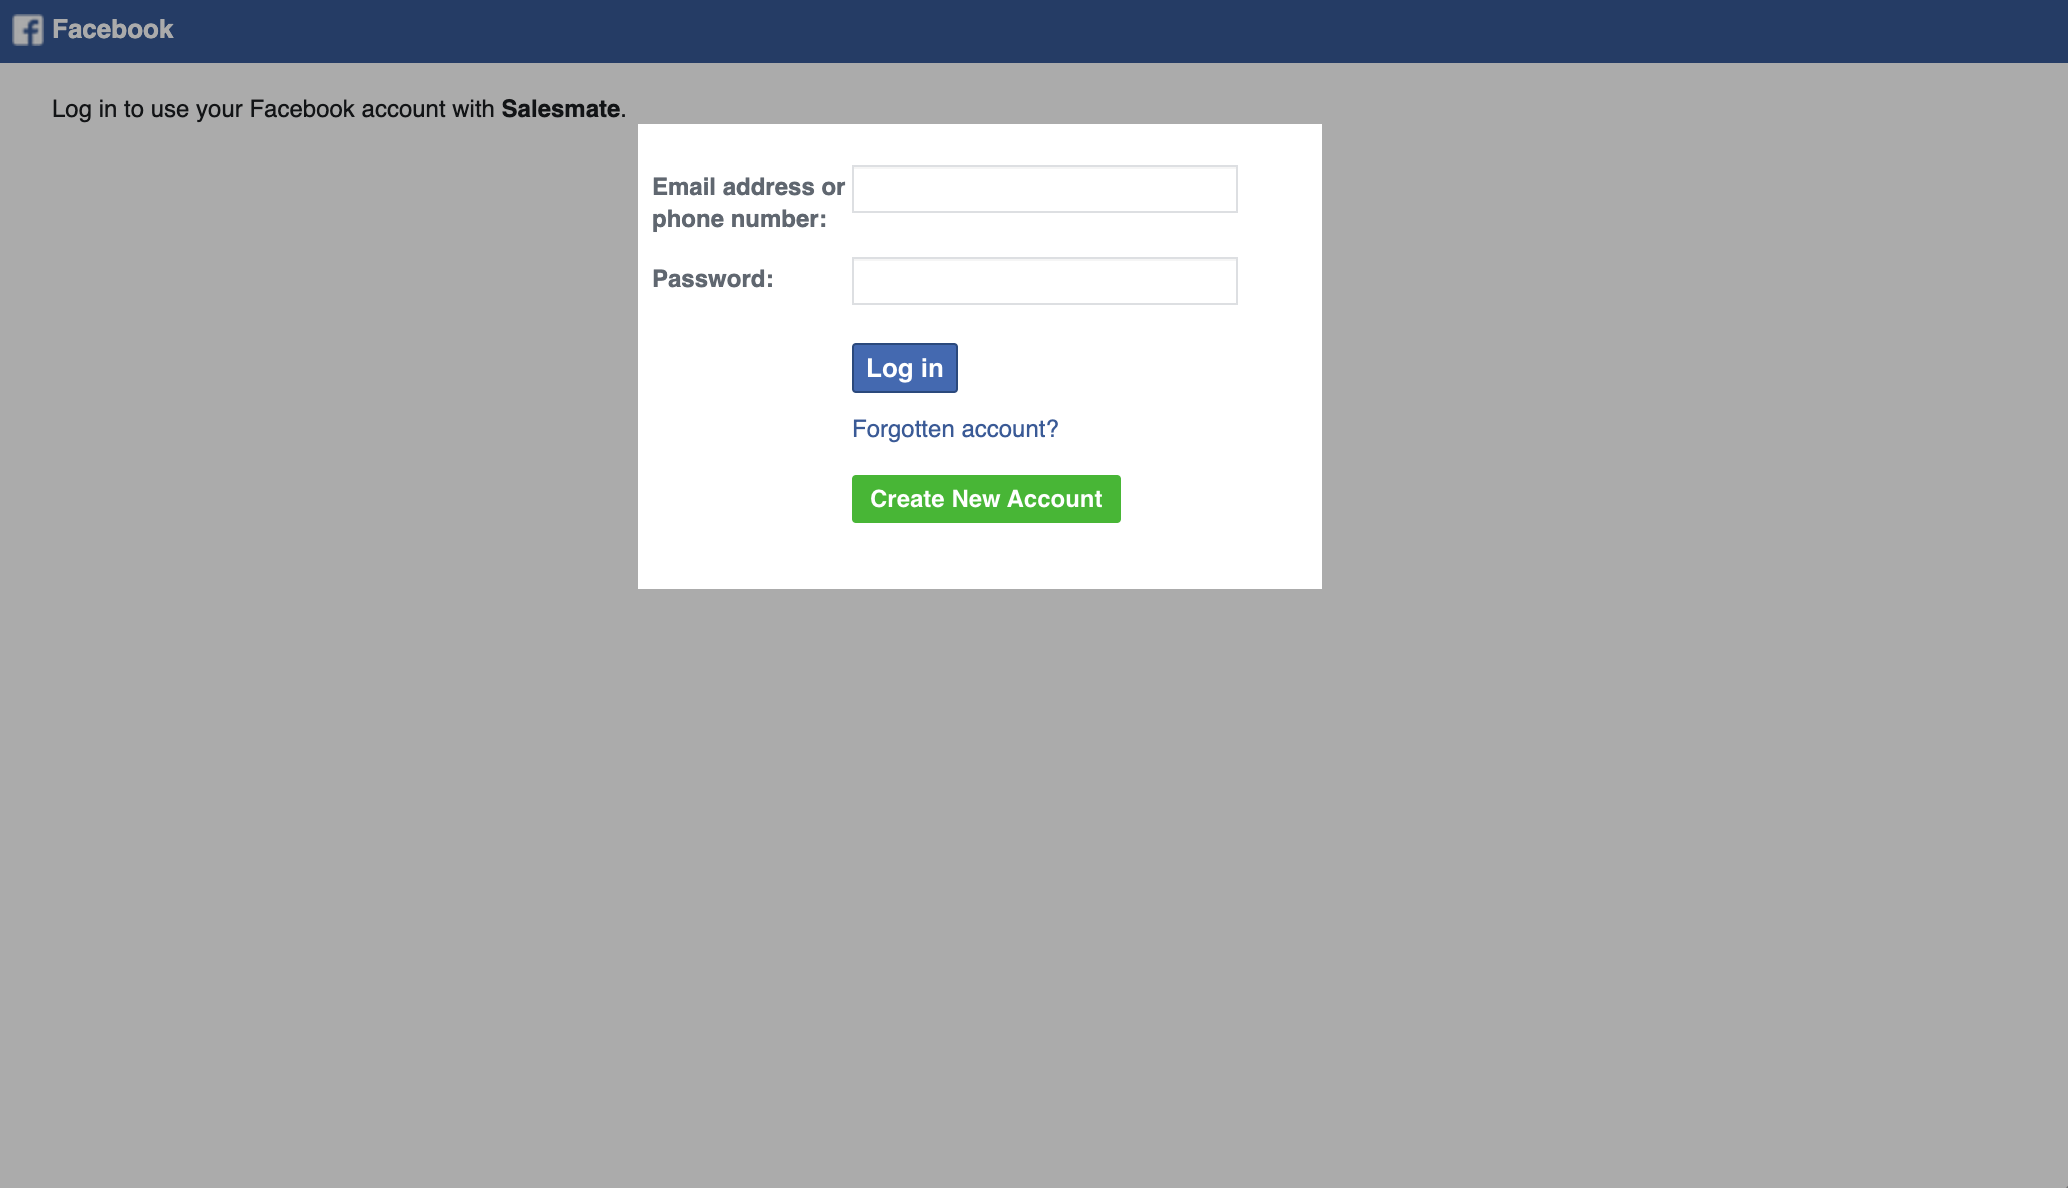 Facebook
Log in to use your Facebook account with Salesmate.
Email address or
phone number:
Password:
Log in
Forgotten account?
Create New Account